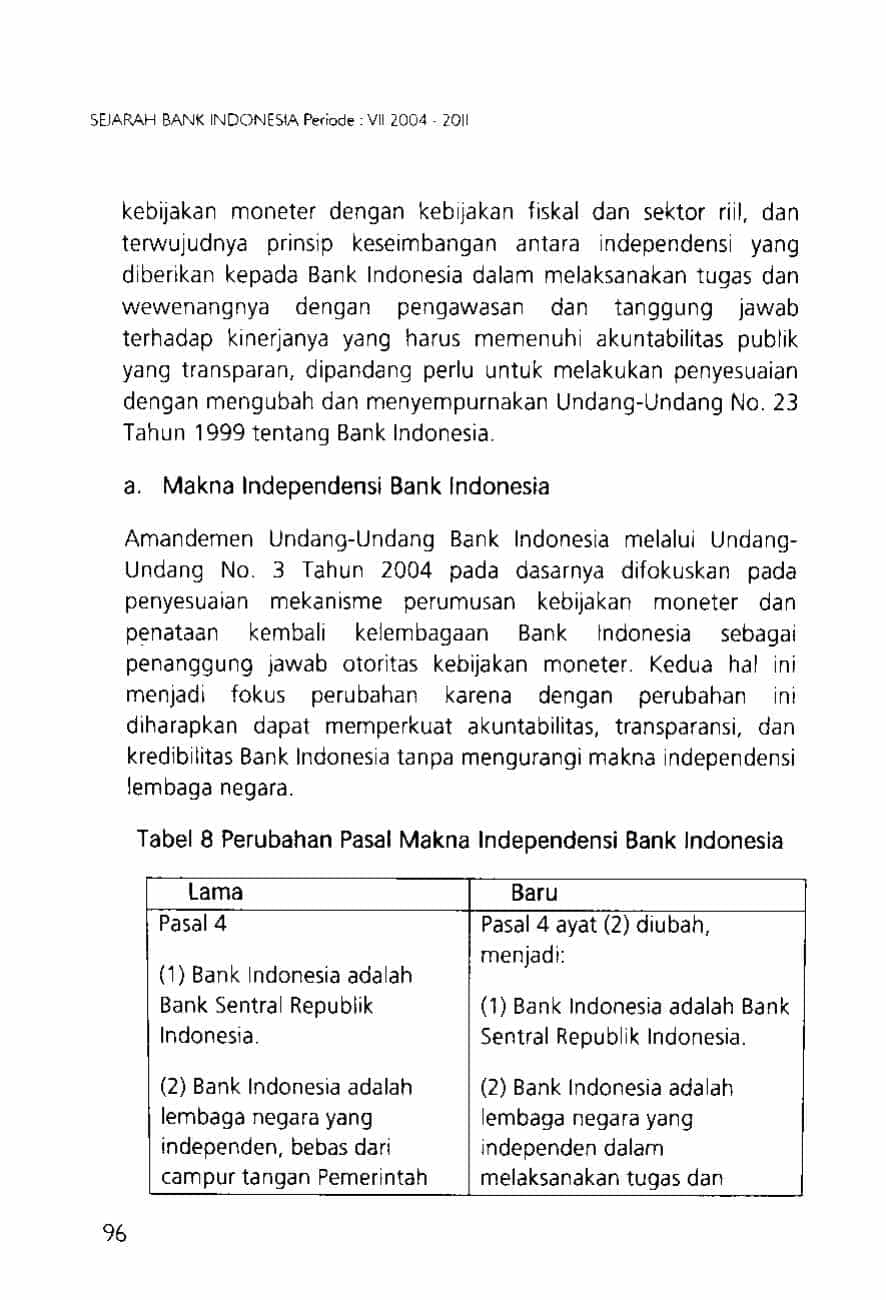 SEJARAH BANK INDONESIA Periode : VII 2004 - 2011
kebijakan moneter dengan kebijakan fiskal dan sektor riil, dan
terwujudnya prinsip keseimbangan antara independensi yang
diberikan kepada Bank Indonesia dalam melaksanakan tugas dan
wewenangnya dengan pengawasan dan tanggung jawab
terhadap kinerjanya yang harus memenuhi akuntabilitas publik
yang transparan, dipandang perlu untuk melakukan penyesuaian
dengan mengubah dan menyempurnakan Undang-Undang No. 23
Tahun 1999 tentang Bank Indonesia.
a. Makna Independensi Bank Indonesia
Amandemen Undang-Undang Bank Indonesia melalui Undang-
Undang No. 3 Tahun 2004 pada dasarnya difokuskan pada
penyesuaian mekanisme perumusan kebijakan moneter dan
penataan kembali kelembagaan Bank Indonesia sebagai
penanggung jawab otoritas kebijakan moneter. Kedua hal ini
menjadi fokus perubahan karena dengan perubahan ini
diharapkan dapat memperkuat akuntabilitas, transparansi, dan
kredibilitas Bank Indonesia tanpa mengurangi makna independensi
lembaga negara.
Tabel 8 Perubahan Pasal Makna Independensi Bank Indonesia
Lama
Pasal 4
(1) Bank Indonesia adalah
Bank Sentral Republik
Indonesia.
(2) Bank Indonesia adalah
lembaga negara yang
independen, bebas dari
campur tangan Pemerintah
Baru
Pasal 4 ayat (2) diubah,
menjadi:
(1) Bank Indonesia adalah Bank
Sentral Republik Indonesia.
(2) Bank Indonesia adalah
lembaga negara yang
independen dalam
melaksanakan tugas dan
96